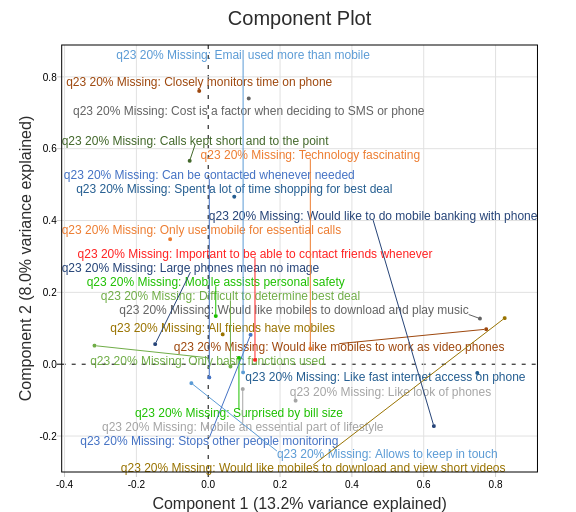 Component Plot
q23 20% Missing: Email used more than mobile
q23 20% Missing: Closely monitors time on phone
q23 20% Missing: Cost is a factor when deciding to SMS or phone
q23 20% Missing: Calls kept short and to the point
q23 20% Missing: Technology fascinating
q23 20% Missing: Can be contacted whenever needed
q23 20% Missing: Spent a lot of time shopping for best deal
q23 20% Missing: Would like to do mobile banking with phone
q23 20% Missing: Only use mobile for essential calls
q23 20% Missing: Important to be able to contact friends whenever
q23 20% Missing: Large phones mean no image
q23 20% Missing: Mobile assists personal safety
q23 20% Missing: Difficult to determine best deal
q23 20% Missing: Would like mobiles to download and play music
q23 20% Missing: All friends have mobiles
q23 20% Missing: Would like mobiles to work as video phones
q23 20% Missing: Only basic functions used
q23 20% Missing: Like fast internet access on phone
q23 20% Missing: Like look of phones
q23 20% Missing: Surprised by bill size
q23 20% Missing: Mobile an essential part of lifestyle
q23 20% Missing: Stops other people monitoring
q23 20% Missing: Allows to keep in touch
q23 20% Missing: Would like mobiles to download and view short videos
0.8
0.6
0.4
0.2
0.0
-0.2
-0.4
-0.2
0.0
0.2
0.4
0.6
0.8
Component 2 (8.0% variance explained)
Component 1 (13.2% variance explained)